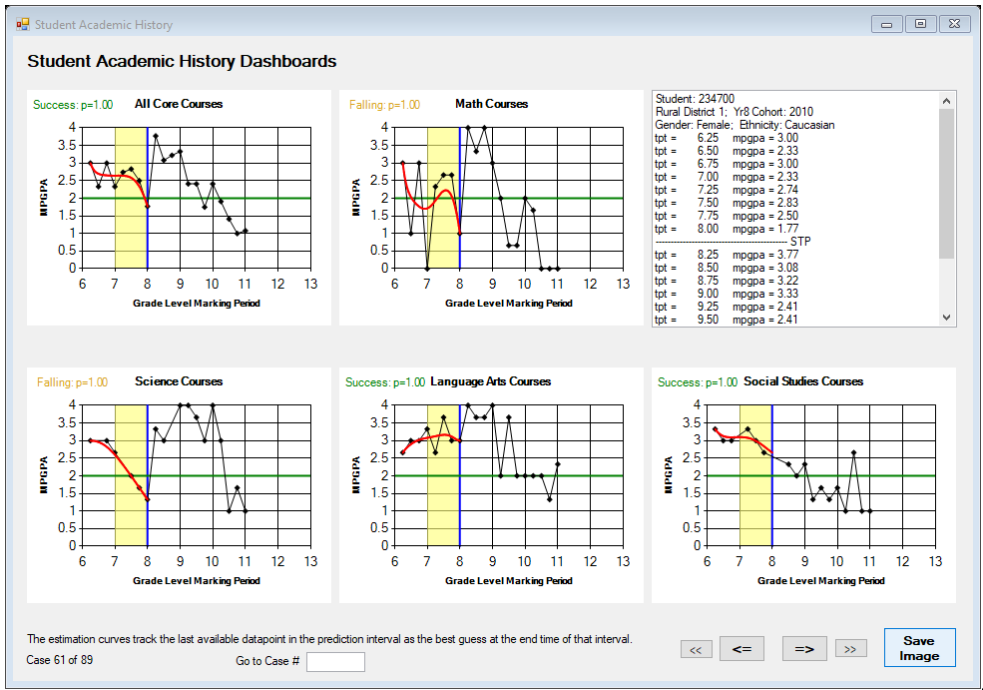 Student Academic History
Student Academic History Dashboards
Success: p=1.00 All Core Courses
4
3.5
3
2.5
2
1.5
1
0.5
0
MPGPA
6 7 8 9 10 11 12 13
Grade Level Marking Period
Falling: p=1.00 Math Courses
4
3.5
3
2.5
2
1.5
1
0.5
0
MPGPA
6 7 8 9 10 11 12 13
Grade Level Marking Period
Student: 234700
Rural District 1; Yr8 Cohort: 2010
Gender: Female; Ethnicity: Caucasian
tpt = 6.25 mpgpa = 3.00
tpt = 6.50 mpgpa = 2.33
tpt = 6.75 mpgpa = 3.00
tpt = 7.00 mpgpa = 2.33
tpt = 7.25 mpgpa = 2.74
tpt = 7.50 mpgpa = 2.83
tpt = 7.75 mpgpa = 2.50
tpt = 8.00 mpgpa = 1.77
---------------------------------------- STP
tpt = 8.25 mpgpa = 3.77
tpt = 8.50 mpgpa = 3.08
tpt = 8.75 mpgpa = 3.22
tpt = 9.00 mpgpa = 3.33
tpt = 9.25 mpgpa = 2.41
tpt = 9.50 mpgpa = 2.41
Falling: p=1.00 Science Courses
4
3.5
3
2.5
2
1.5
1
0.5
0
MPGPA
6 7 8 9 10 11 12 13
Grade Level Marking Period
Success: p=1.00 Language Arts Courses
4
3.5
3
2.5
2
1.5
1
0.5
0
MPGPA
6 7 8 9 10 11 12 13
Grade Level Marking Period
Success: p=1.00 Social Studies Courses
4
3.5
3
2.5
2
1.5
1
0.5
0
MPGPA
6 7 8 9 10 11 12 13
Grade Level Marking Period
The estimation curves track the last available datapoint in the prediction interval as the best guess at the end time of that interval.
Case 61 of 89
Go to Case #
<< <= => >>
Save
Image